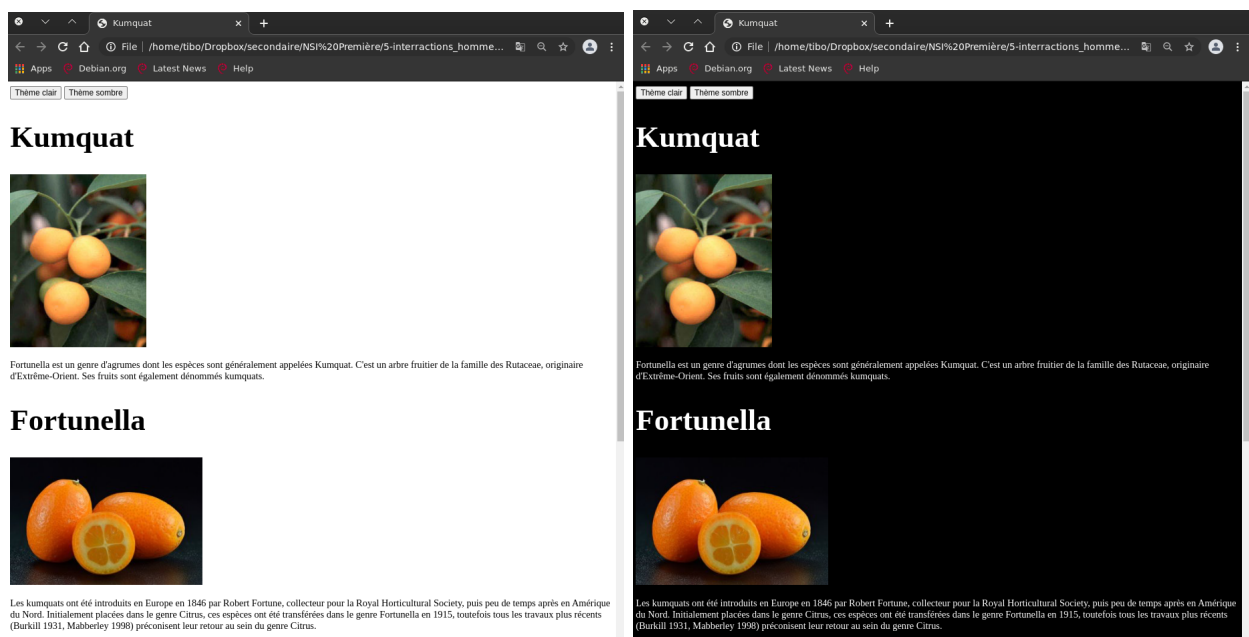 Kumquat
File | /home/tibo/Dropbox/secondaire/NSI%20Première/5-interractions_homme...
Apps Debian.org Latest News Help
Thème clair Thème sombre
Kumquat
Fortunella est un genre d'agrumes dont les espèces sont généralement appelées Kumquat. C'est un arbre fruitier de la famille des Rutaceae, originaire
d'Extrême-Orient. Ses fruits sont également dénommés kumquats.
Fortunella
Les kumquats ont été introduits en Europe en 1846 par Robert Fortune, collecteur pour la Royal Horticultural Society, puis peu de temps après en Amérique
du Nord. Initialement placées dans le genre Citrus, ces espèces ont été transférées dans le genre Fortunella en 1915, toutefois tous les travaux plus récents
(Burkill 1931, Mabberley 1998) préconisent leur retour au sein du genre Citrus.
Kumquat
File | /home/tibo/Dropbox/secondaire/NSI%20Première/5-interractions_homme...
Apps Debian.org Latest News Help
Thème clair Thème sombre
Kumquat
Fortunella est un genre d'agrumes dont les espèces sont généralement appelées Kumquat. C'est un arbre fruitier de la famille des Rutaceae, originaire
d'Extrême-Orient. Ses fruits sont également dénommés kumquats.
Fortunella
Les kumquats ont été introduits en Europe en 1846 par Robert Fortune, collecteur pour la Royal Horticultural Society, puis peu de temps après en Amérique
du Nord. Initialement placées dans le genre Citrus, ces espèces ont été transférées dans le genre Fortunella en 1915, toutefois tous les travaux plus récents
(Burkill 1931, Mabberley 1998) préconisent leur retour au sein du genre Citrus.